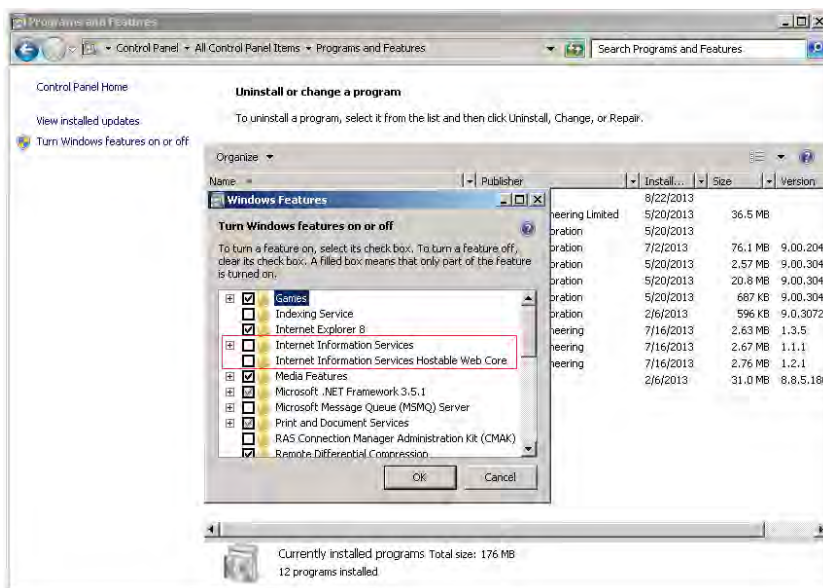 Programs and Features
Control Panel ▾ All Control Panel Items ▾ Programs and Features
Search Programs and Features
Control Panel Home
View installed updates
Turn Windows features on or off
Uninstall or change a program
To uninstall a program, select it from the list and then click Uninstall, Change, or Repair.
Organize
Name Publisher Install... Size Version
8/22/2013
neering Limited 5/20/2013 36.5 MB
oration 5/20/2013
oration 7/2/2013 76.1 MB 9.00.204
oration 5/20/2013 2.57 MB 9.00.304
oration 5/20/2013 20.8 MB 9.00.304
oration 5/20/2013 687 KB 9.00.304
oration 2/6/2013 596 KB 9.0.3072
neering 7/16/2013 2.63 MB 1.3.5
neering 7/16/2013 2.67 MB 1.1.1
neering 7/16/2013 2.76 MB 1.2.1
2/6/2013 31.0 MB 8.8.5.18
Windows Features
Turn Windows features on or off
To turn a feature on, select its check box. To turn a feature off,
clear its check box. A filled box means that only part of the feature
is turned on.
Games
Indexing Service
Internet Explorer 8
Internet Information Services
Internet Information Services Hostable Web Core
Media Features
Microsoft .NET Framework 3.5.1
Microsoft Message Queue (MSMQ) Server
Print and Document Services
RAS Connection Manager Administration Kit (CMAK)
Remote Differential Compression
OK Cancel
Currently installed programs Total size: 176 MB
12 programs installed